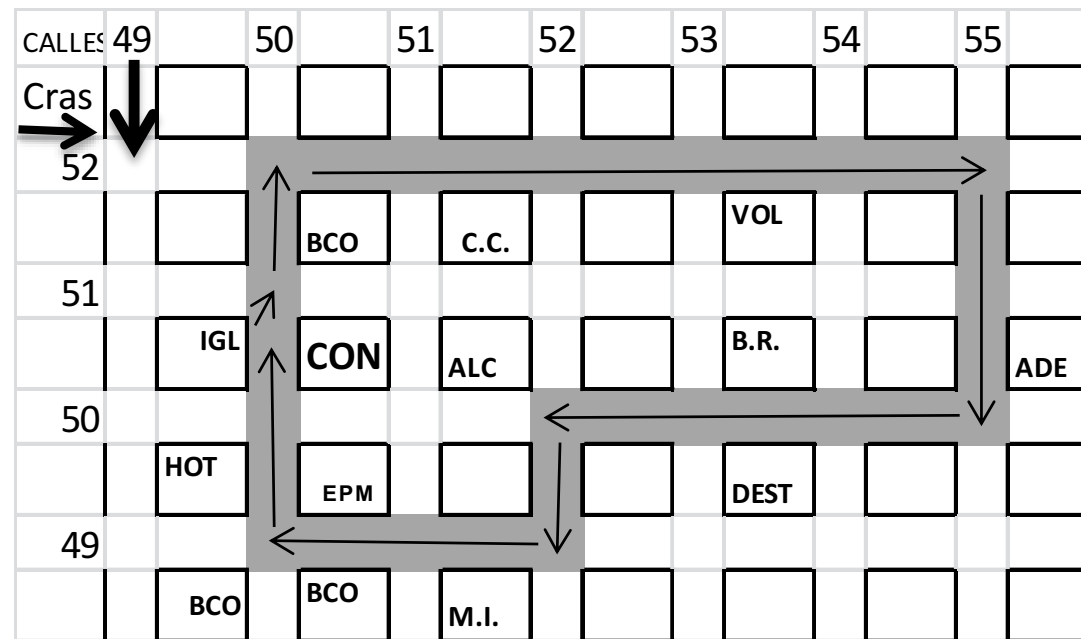 CALLES 49 50 51 52 53 54 55
Cras
52
VOL
BCO C.C.
51
IGL CON B.R.
ALC ADE
50
HOT
EPM DEST
49
BCO
BCO M.I.